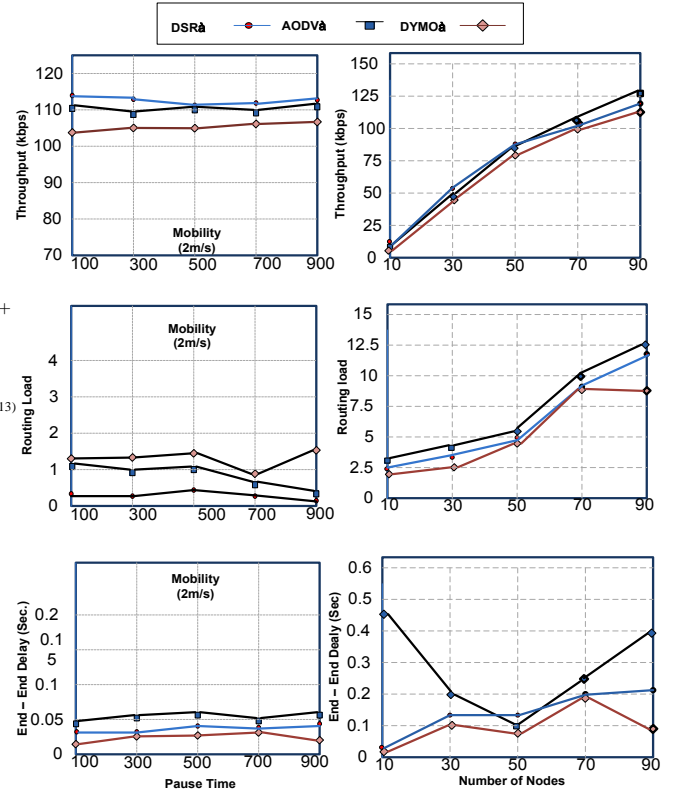 DSRà AODVà DYMOà
120
110
100
90
80
70
Throughput (kbps)
Mobility
(2m/s)
100 300 500 700 900
150
125
100
75
50
25
0
Throughput (kbps)
10 30 50 70 90
+
13)
4
3
2
1
0
Routing Load
Mobility
(2m/s)
100 300 500 700 900
15
12.5
10
7.5
5
2.5
0
Routing load
10 30 50 70 90
0.2
0.1
5
0.1
0.05
0
End – End Delay (Sec.)
Mobility
(2m/s)
100 300 500 700 900
Pause Time
0.6
0.5
0.4
0.3
0.2
0.1
0
End – End Dealy (Sec)
10 30 50 70 90
Number of Nodes